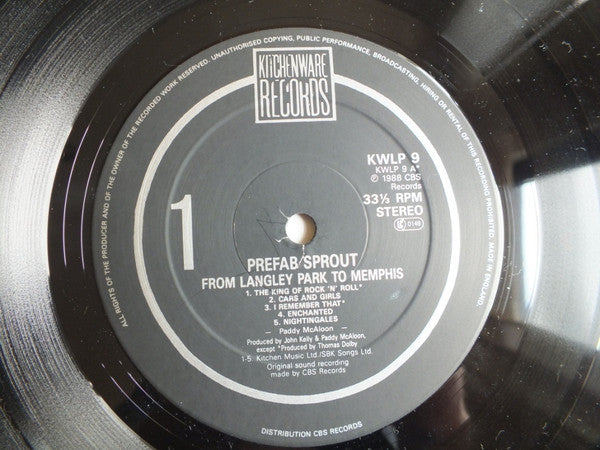 ALL RIGHTS OF THE PRODUCER AND OF THE OWNER OF THE RECORDED WORK RESERVED. UNAUTHORISED COPYING, PUBLIC PERFORMANCE, BROADCASTING, HIRING OR RENTAL OF THIS RECORDING PROHIBITED. MADE IN ENGLAND.
KITCHENWARE
RECORDS
KWLP 9
KWLP 9 A*
℗ 1988 CBS
Records
33⅓ RPM
STEREO
0149
1
PREFAB SPROUT
FROM LANGLEY PARK TO MEMPHIS
1. THE KING OF ROCK 'N' ROLL*
2. CARS AND GIRLS
3. I REMEMBER THAT*
4. ENCHANTED
5. NIGHTINGALES
- Paddy McAloon -
Produced by John Kelly & Paddy McAloon,
except *Produced by Thomas Dolby
1-5. Kitchen Music Ltd./SBK Songs Ltd.
Original sound recording
made by CBS Records
DISTRIBUTION CBS RECORDS